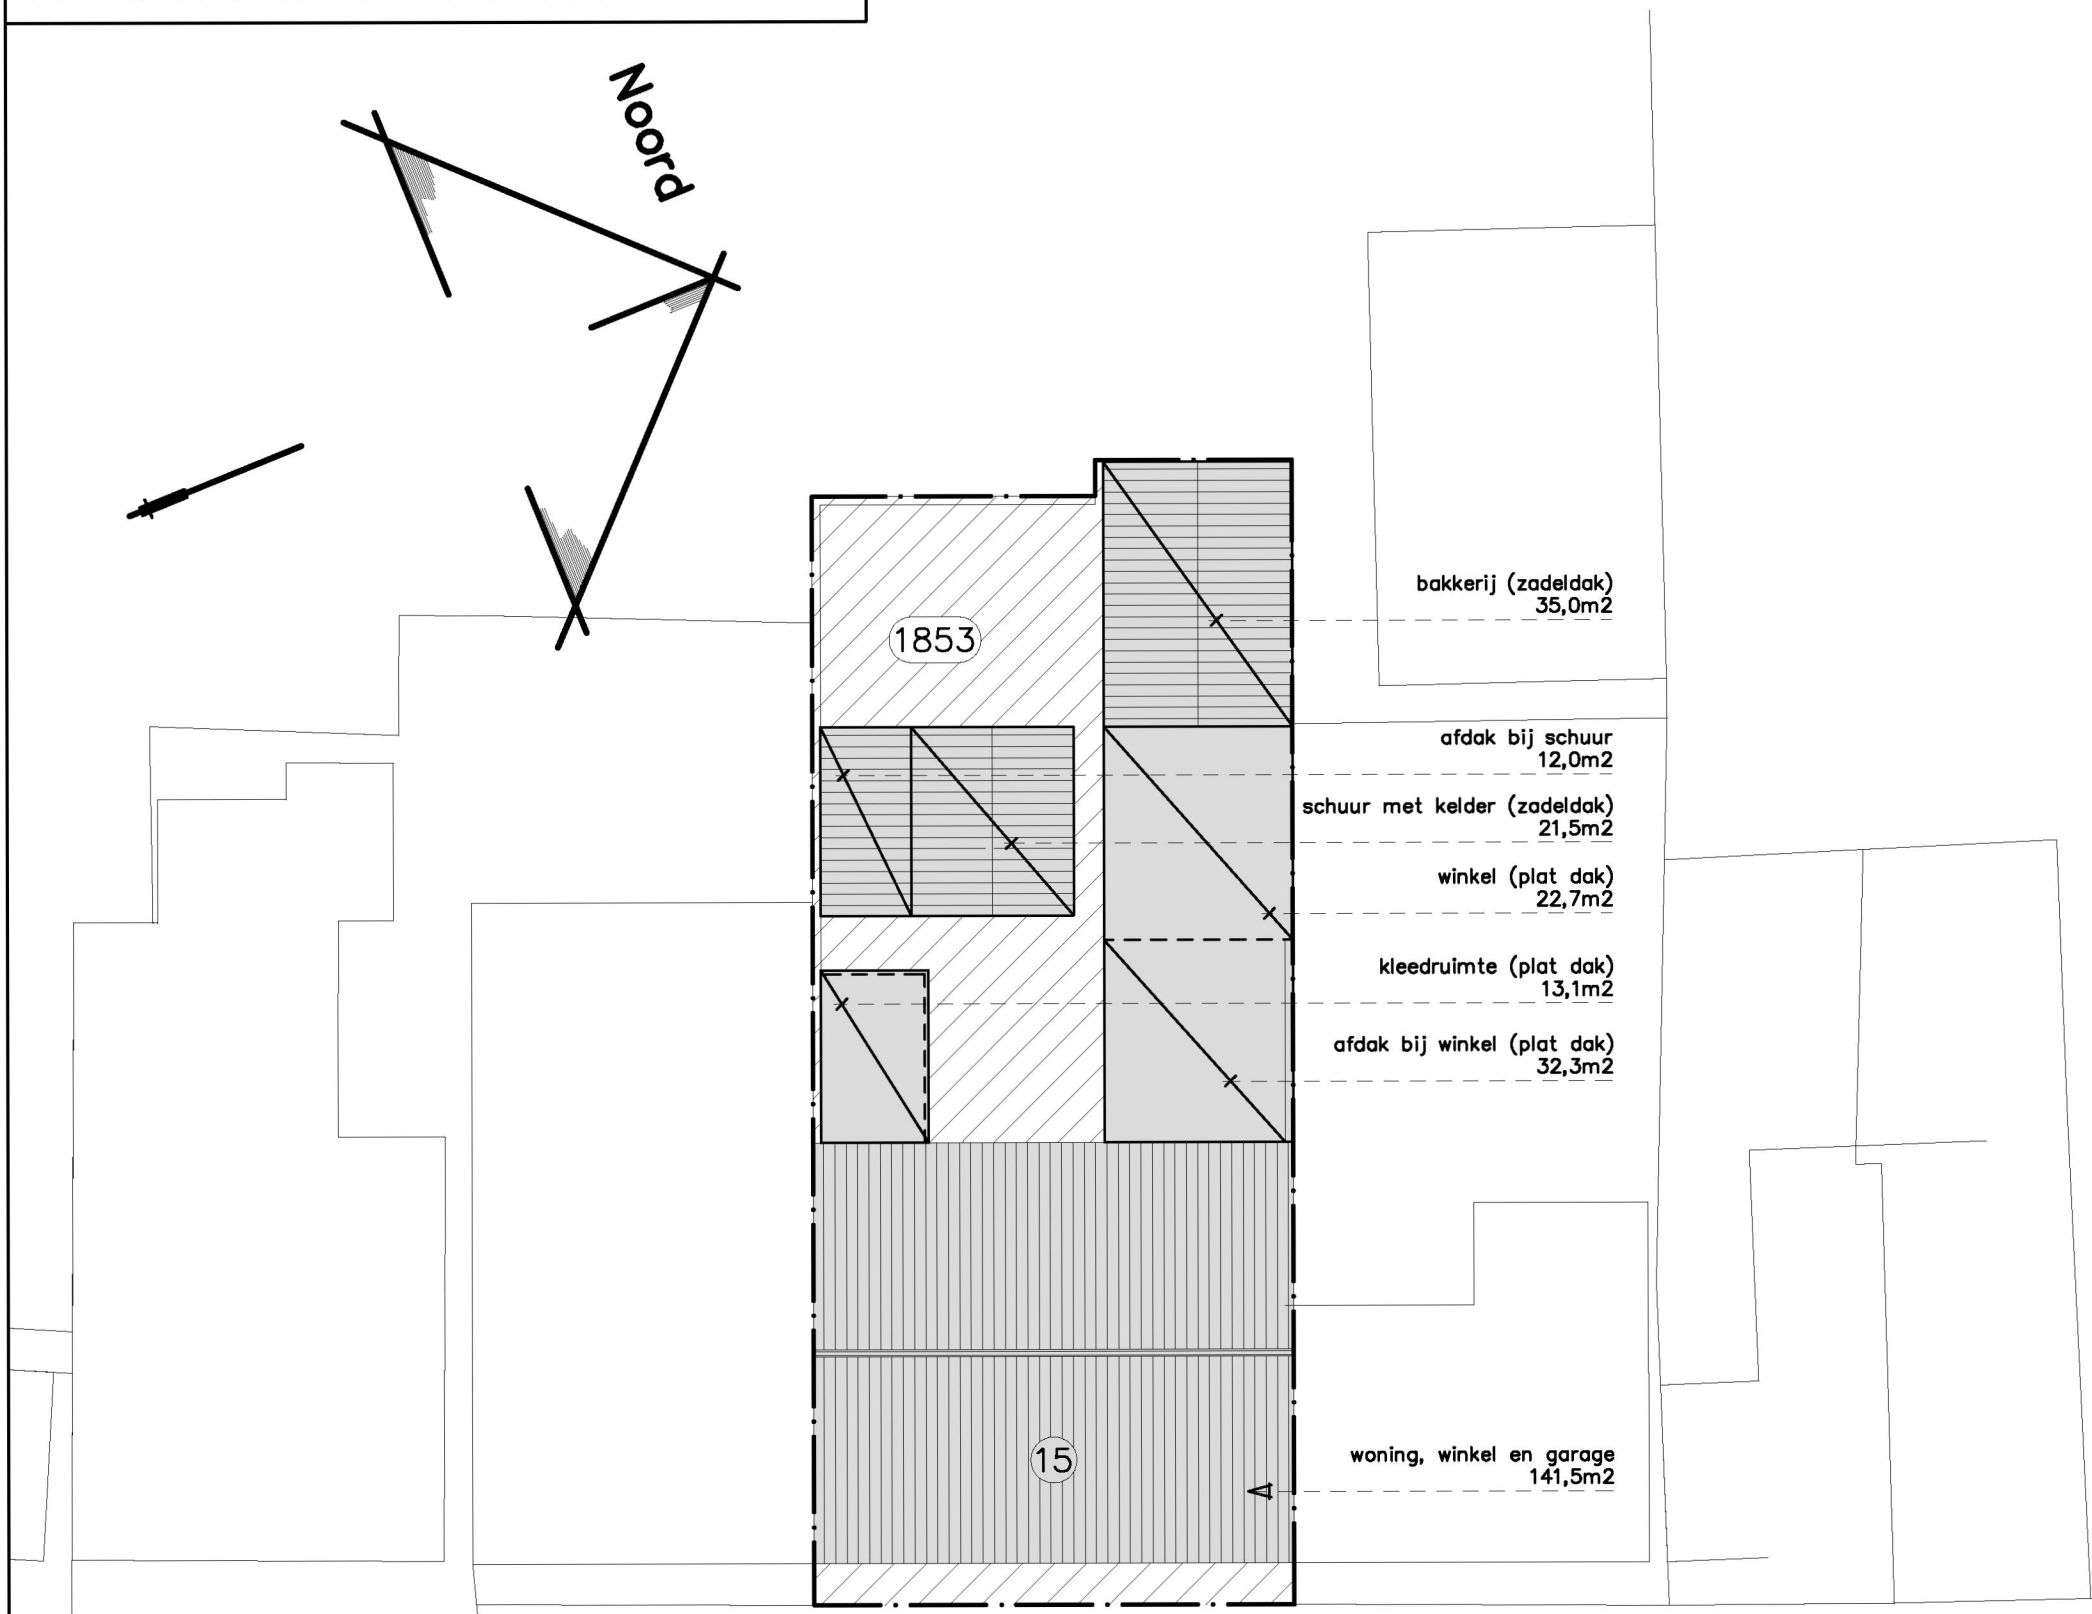 Noord
1853
bakkerij (zadeldak)
35,0m2
afdak bij schuur
12,0m2
schuur met kelder (zadeldak)
21,5m2
winkel (plat dak)
22,7m2
kleedruimte (plat dak)
13,1m2
afdak bij winkel (plat dak)
32,3m2
15
woning, winkel en garage
141,5m2